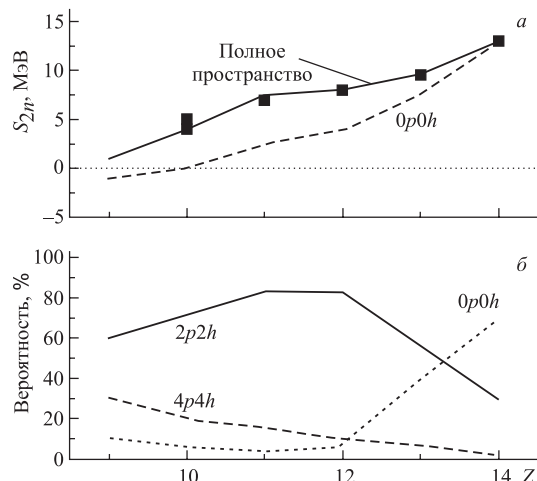 а
15
10
5
0
−5
S2n, МэВ
Полное
пространство
0p0h
б
100
80
60
40
20
0
Вероятность, %
0p0h
2p2h
4p4h
10
12
14
Z